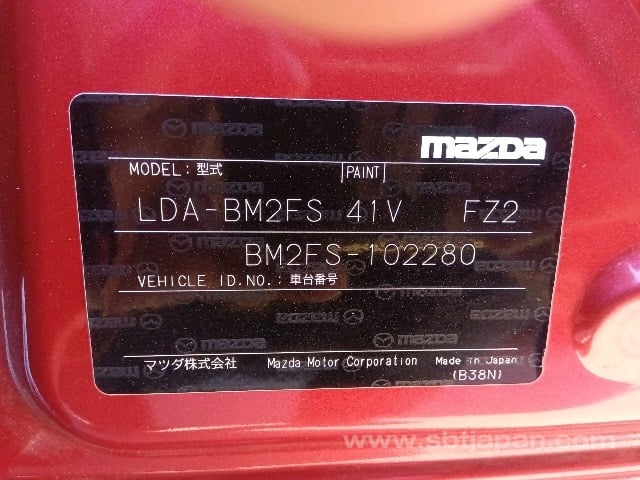 mazda
MODEL : 型式 PAINT
LDA-BM2FS 41V FZ2
BM2FS-102280
VEHICLE ID.NO. : 車台番号
マツダ株式会社 Mazda Motor Corporation Made in Japan
(B38N)
www.sbtjapan.com